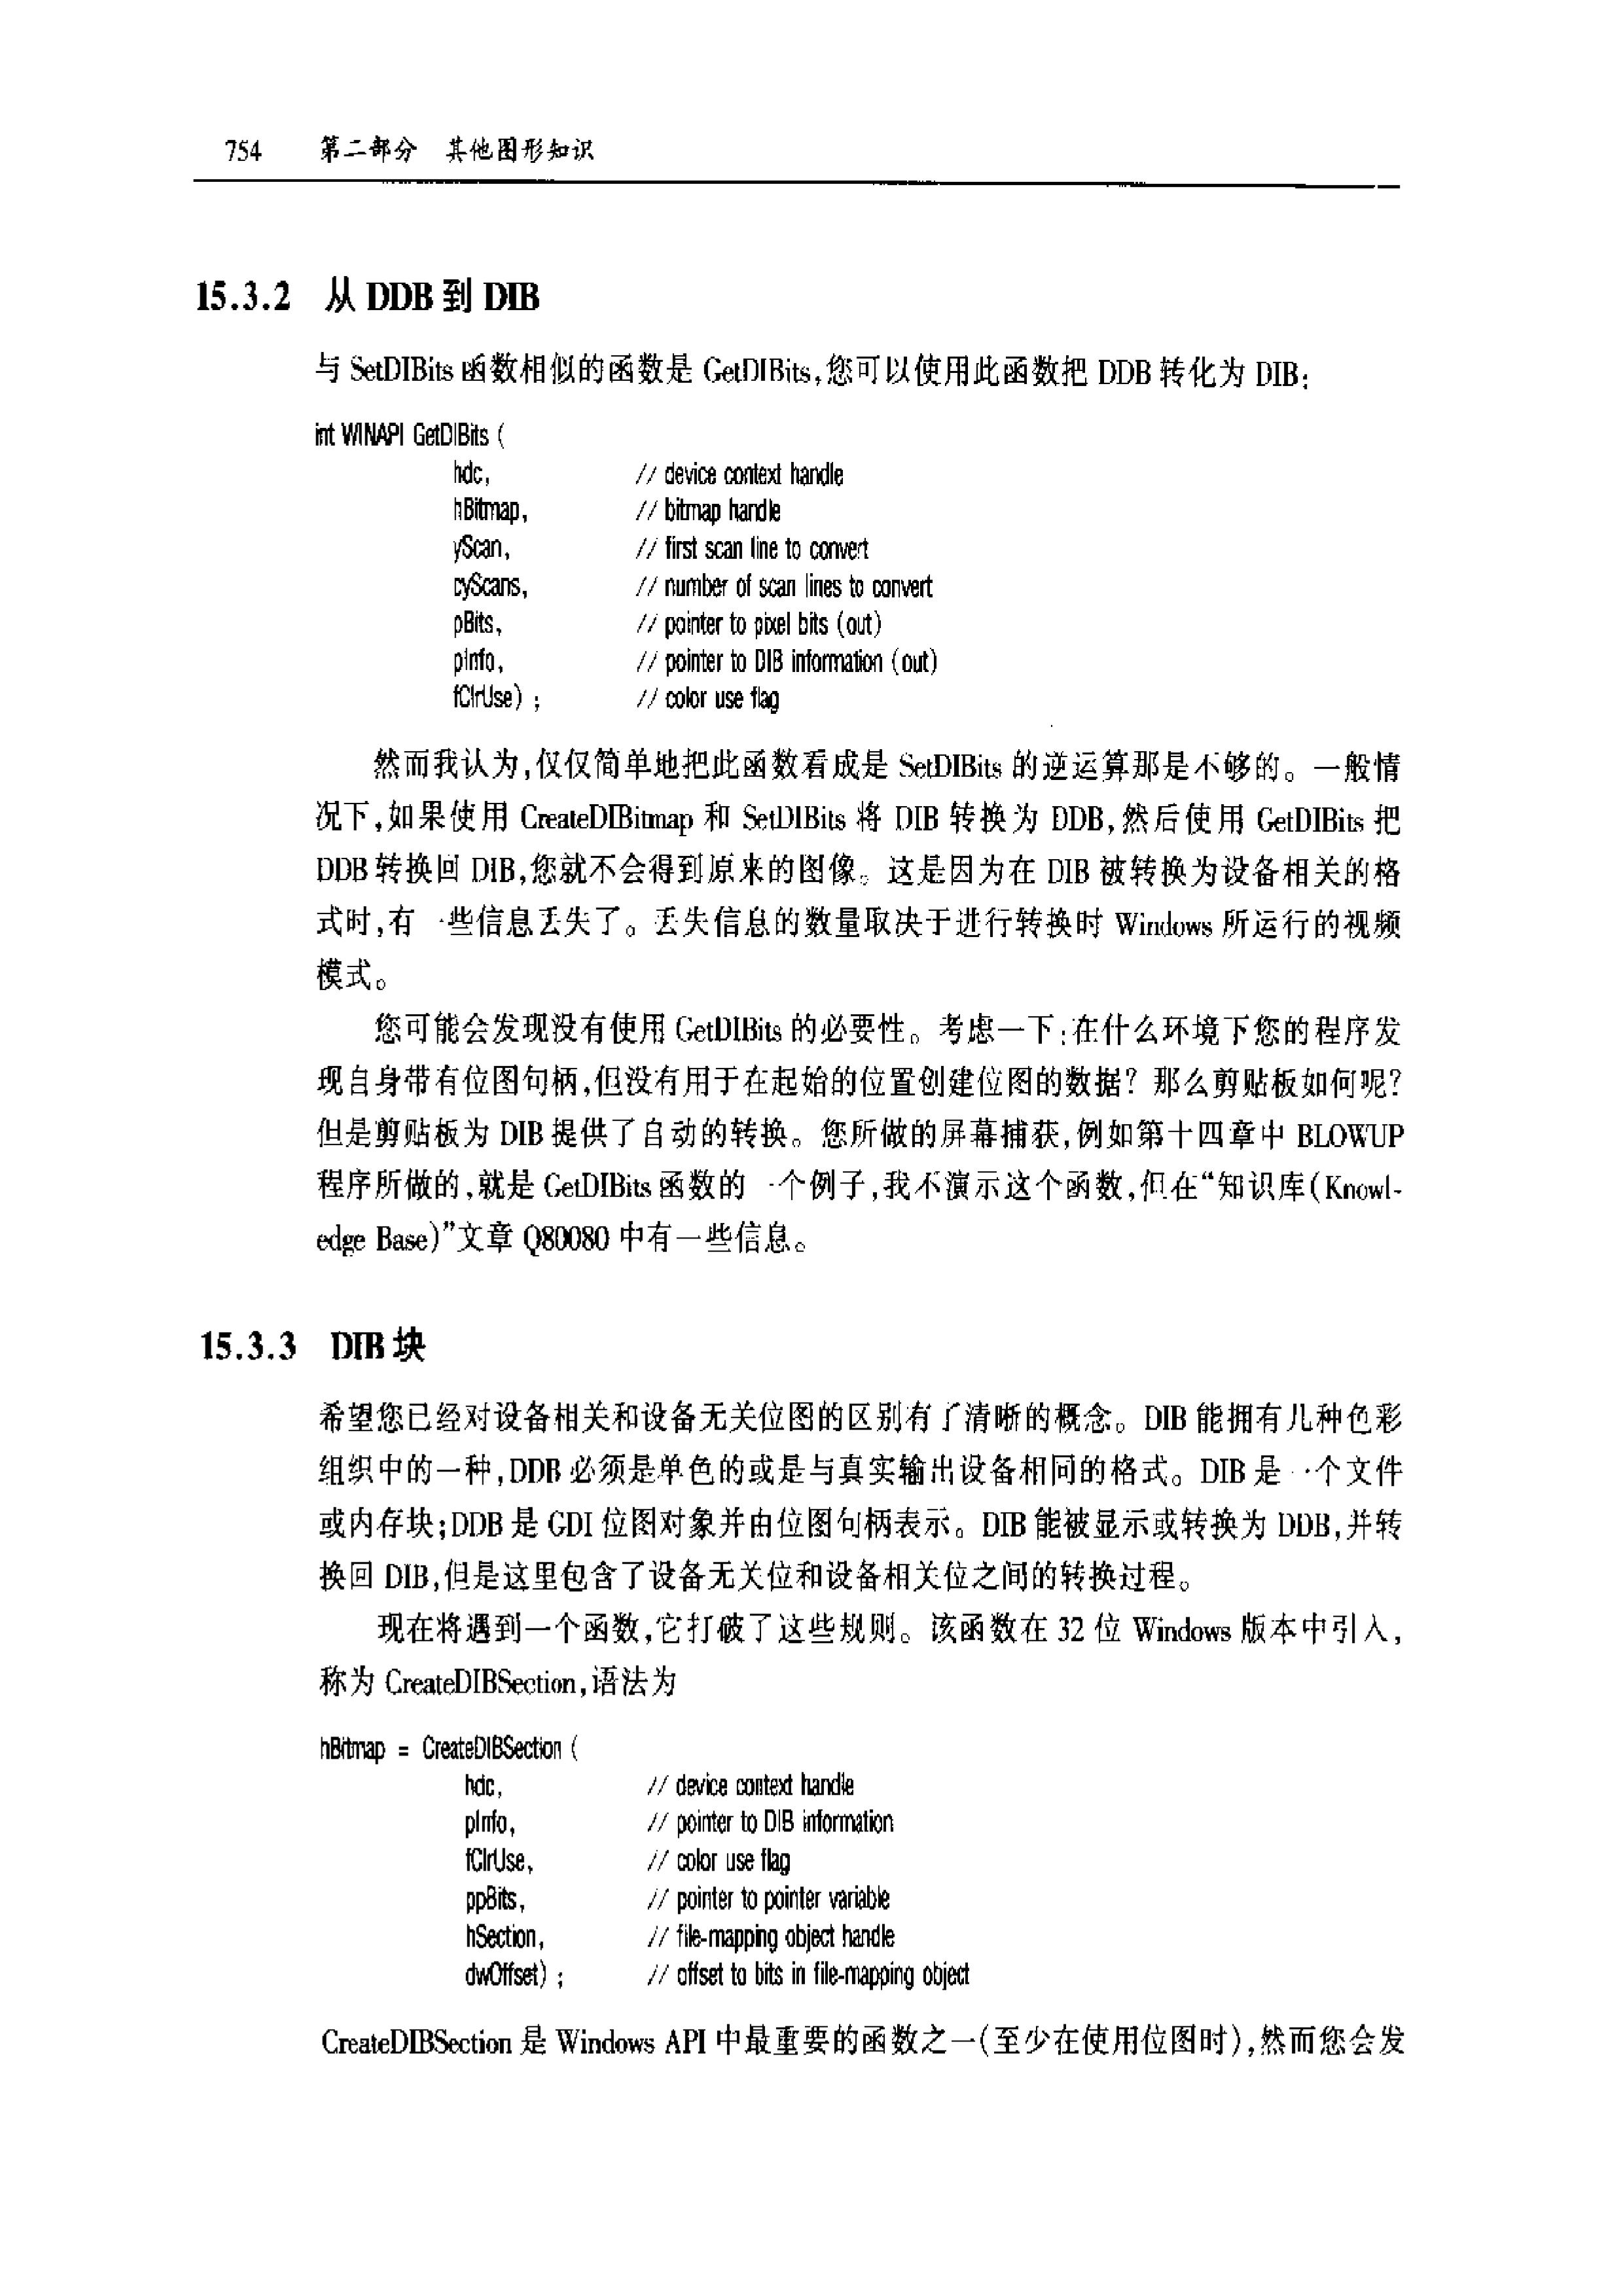 754 第二部分 其他图形知识
15.3.2 从 DDB 到 DIB
与 SetDIBits 函数相似的函数是 GetDIBits,您可以使用此函数把 DDB 转化为 DIB:
int WINAPI GetDIBits (
hdc, // device context handle
hBitmap, // bitmap handle
yScan, // first scan line to convert
cyScans, // number of scan lines to convert
pBits, // pointer to pixel bits (out)
pInfo, // pointer to DIB information (out)
fClrUse) ; // color use flag
然而我认为,仅仅简单地把此函数看成是 SetDIBits 的逆运算那是不够的。一般情
况下,如果使用 CreateDIBitmap 和 SetDIBits 将 DIB 转换为 DDB,然后使用 GetDIBits 把
DDB 转换回 DIB,您就不会得到原来的图像。这是因为在 DIB 被转换为设备相关的格
式时,有一些信息丢失了。丢失信息的数量取决于进行转换时 Windows 所运行的视频
模式。
您可能会发现没有使用 GetDIBits 的必要性。考虑一下:在什么环境下您的程序发
现自身带有位图句柄,但没有用于在起始的位置创建位图的数据?那么剪贴板如何呢?
但是剪贴板为 DIB 提供了自动的转换。您所做的屏幕捕获,例如第十四章中 BLOWUP
程序所做的,就是 GetDIBits 函数的一个例子,我不演示这个函数,但在“知识库(Knowl-
edge Base)”文章 Q80080 中有一些信息。
15.3.3 DIB 块
希望您已经对设备相关和设备无关位图的区别有了清晰的概念。DIB 能拥有几种色彩
组织中的一种,DDB 必须是单色的或是与真实输出设备相同的格式。DIB 是一个文件
或内存块;DDB 是 GDI 位图对象并由位图句柄表示。DIB 能被显示或转换为 DDB,并转
换回 DIB,但是这里包含了设备无关位和设备相关位之间的转换过程。
现在将遇到一个函数,它打破了这些规则。该函数在 32 位 Windows 版本中引入,
称为 CreateDIBSection,语法为
hBitmap = CreateDIBSection (
hdc, // device context handle
pInfo, // pointer to DIB information
fClrUse, // color use flag
ppBits, // pointer to pointer variable
hSection, // file-mapping object handle
dwOffset) ; // offset to bits in file-mapping object
CreateDIBSection 是 Windows API 中最重要的函数之一(至少在使用位图时),然而您会发